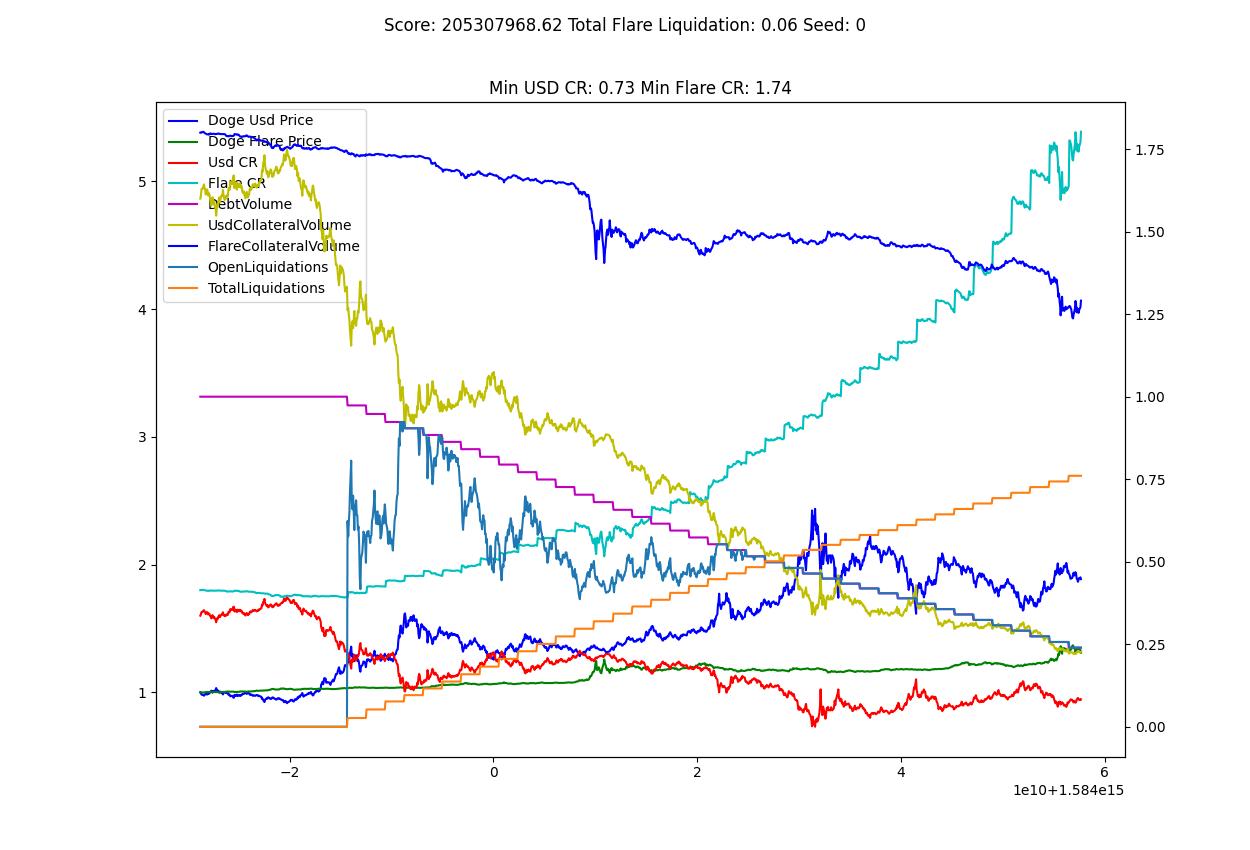 Score: 205307968.62 Total Flare Liquidation: 0.06 Seed: 0
Min USD CR: 0.73 Min Flare CR: 1.74
Doge Usd Price
Doge Flare Price
Usd CR
Flare CR
DebtVolume
UsdCollateralVolume
FlareCollateralVolume
OpenLiquidations
TotalLiquidations
5
4
3
2
1
1.75
1.50
1.25
1.00
0.75
0.50
0.25
0.00
−2
0
2
4
6
1e10+1.584e15